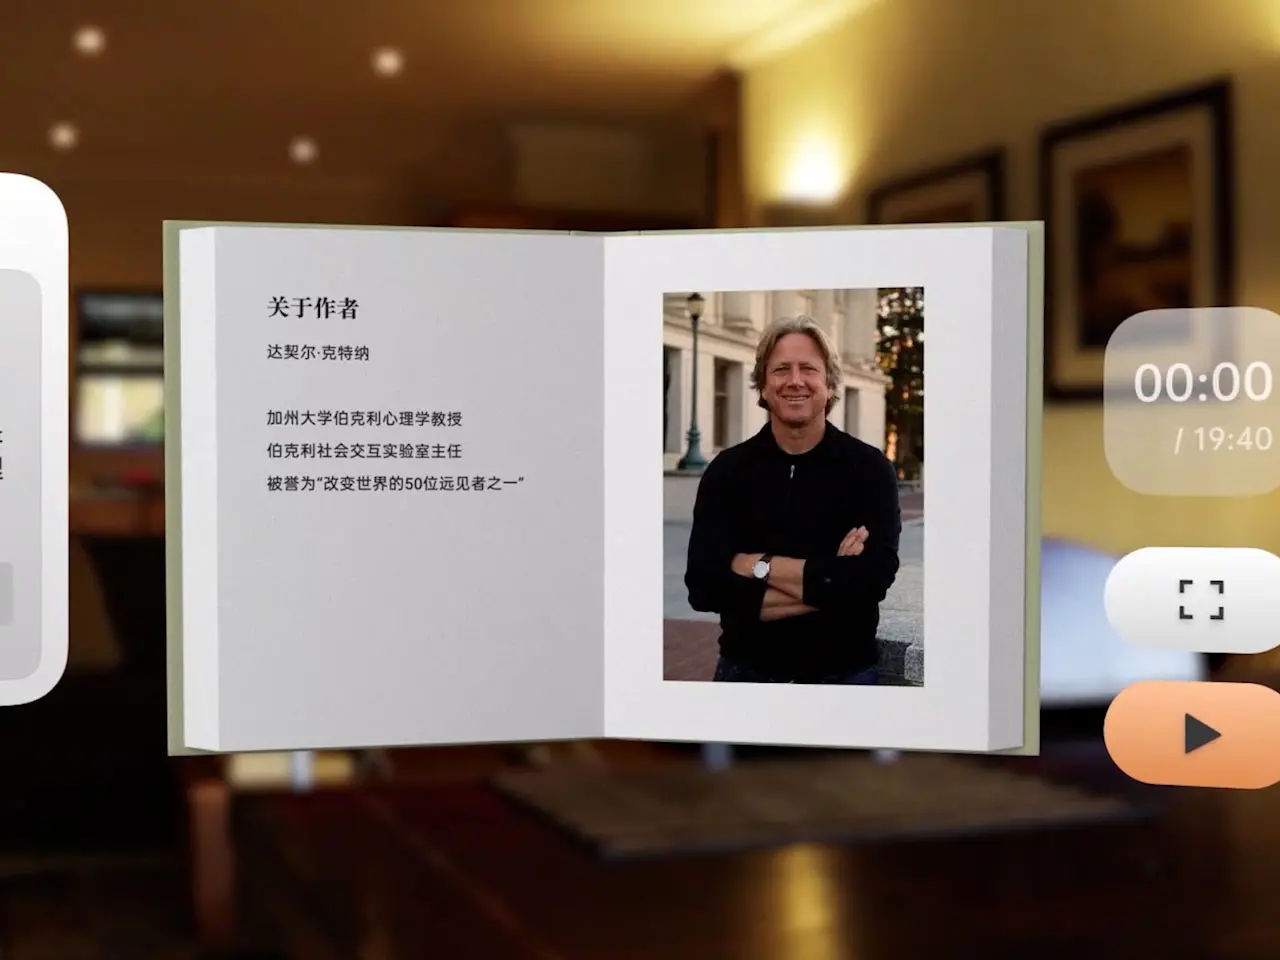 关于作者
达契尔·克特纳
加州大学伯克利心理学教授
伯克利社会交互实验室主任
被誉为“改变世界的50位远见者之一”
00:00
/ 19:40